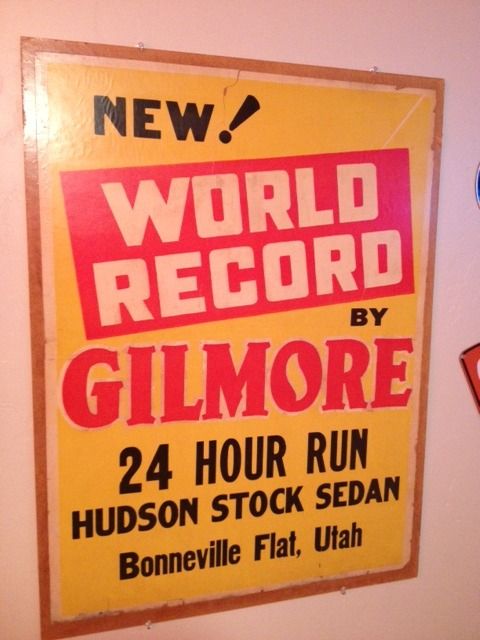 NEW!
WORLD
RECORD
BY
GILMORE
24 HOUR RUN
HUDSON STOCK SEDAN
Bonneville Flat, Utah